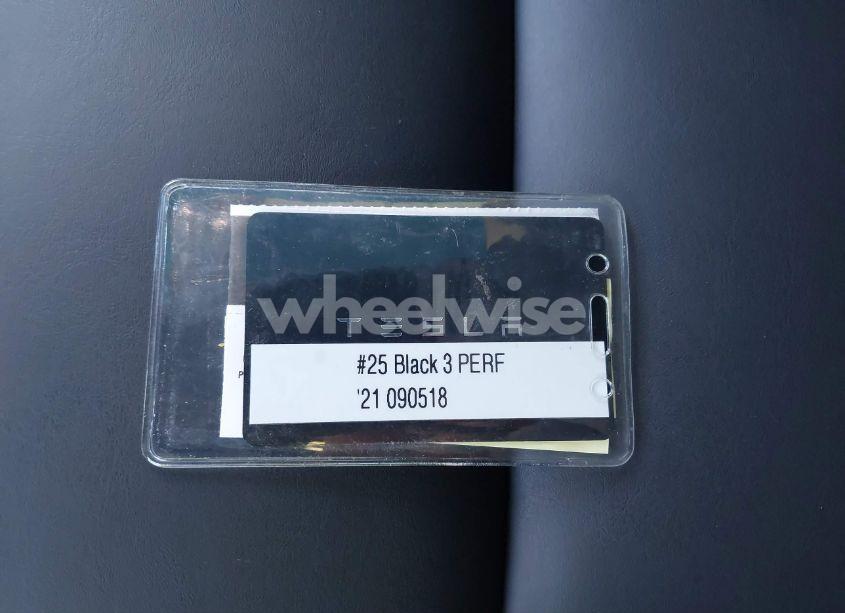 wheelwise
TESLA
#25 Black 3 PERF
'21 090518
P